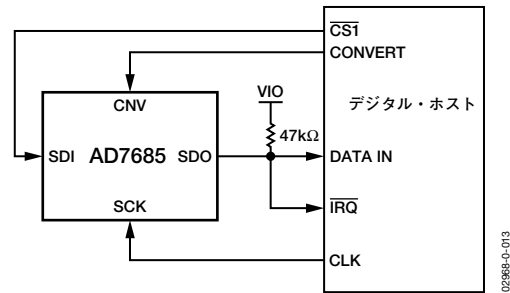 CS1
CONVERT
CNV
VIO
デジタル・ホスト
47kΩ
SDI AD7685 SDO
DATA IN
SCK
IRQ
CLK
02968-0-013